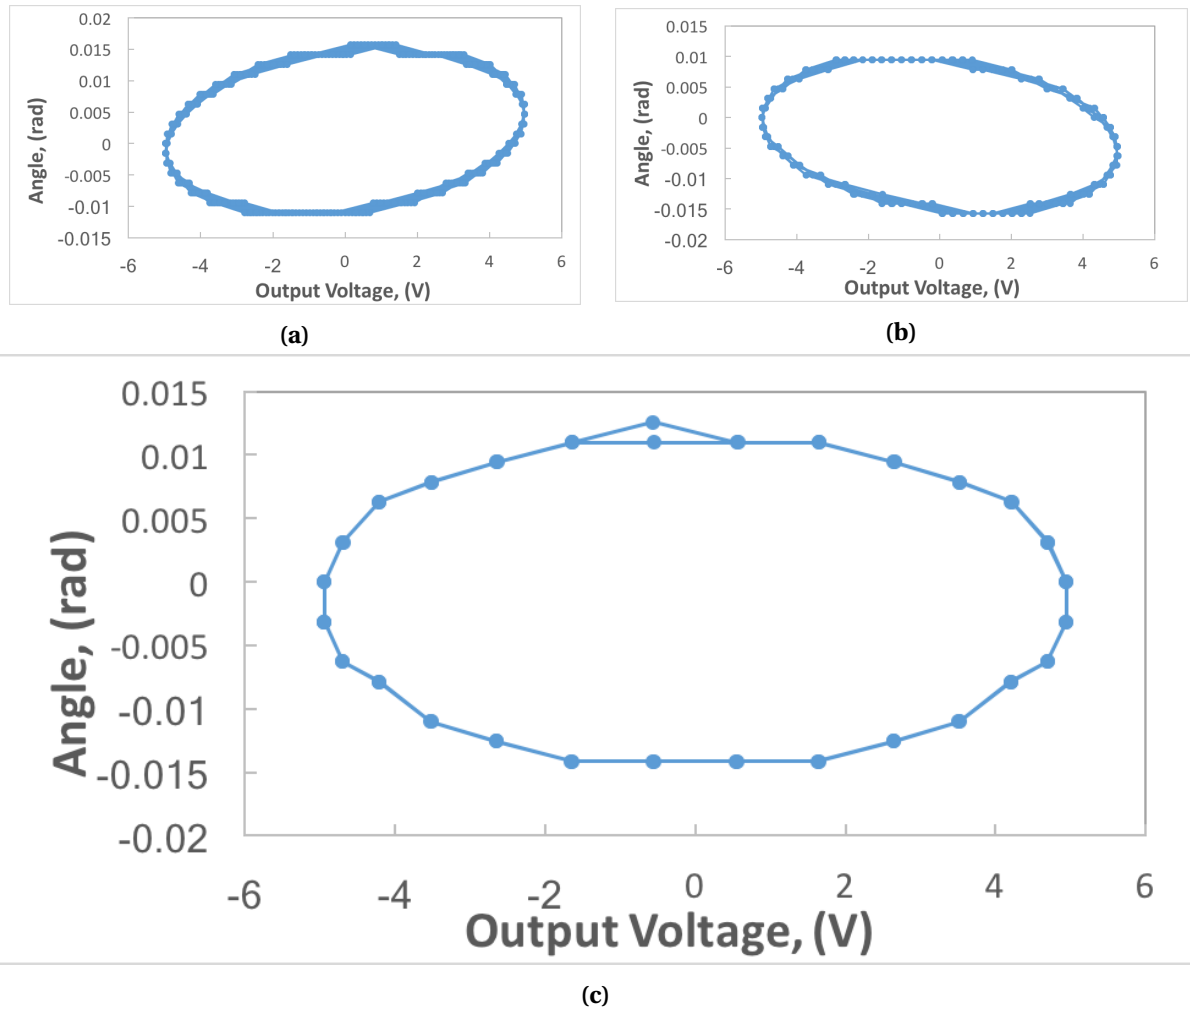 0.02
0.015
0.01
0.005
0
-0.005
-0.01
-0.015
Angle, (rad)
-6 -4 -2 0 2 4 6
Output Voltage, (V)
(a)
0.015
0.01
0.005
0
-0.005
-0.01
-0.015
-0.02
Angle, (rad)
-6 -4 -2 0 2 4 6
Output Voltage, (V)
(b)
0.015
0.01
0.005
0
-0.005
-0.01
-0.015
-0.02
Angle, (rad)
-6 -4 -2 0 2 4 6
Output Voltage, (V)
(c)